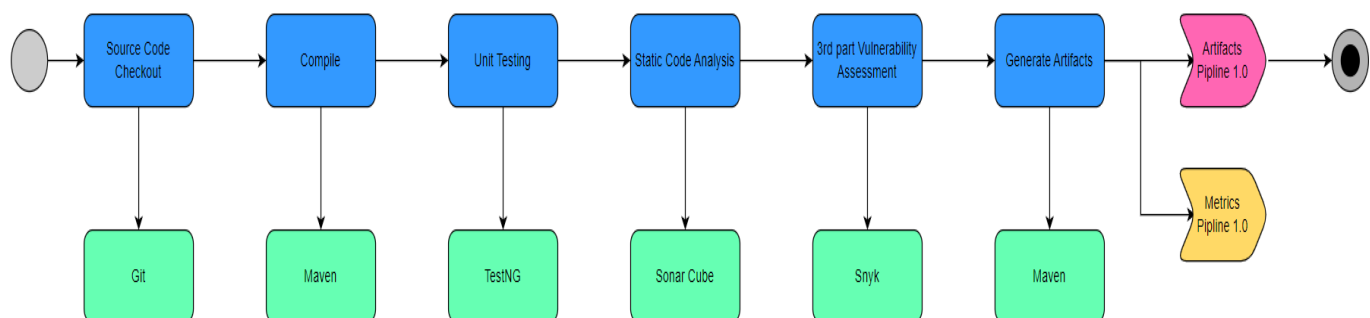 Source Code
Checkout
Compile
Unit Testing
Static Code Analysis
3rd part Vulnerability
Assessment
Generate Artifacts
Artifacts
Pipline 1.0
Git
Maven
TestNG
Sonar Cube
Snyk
Maven
Metrics
Pipline 1.0